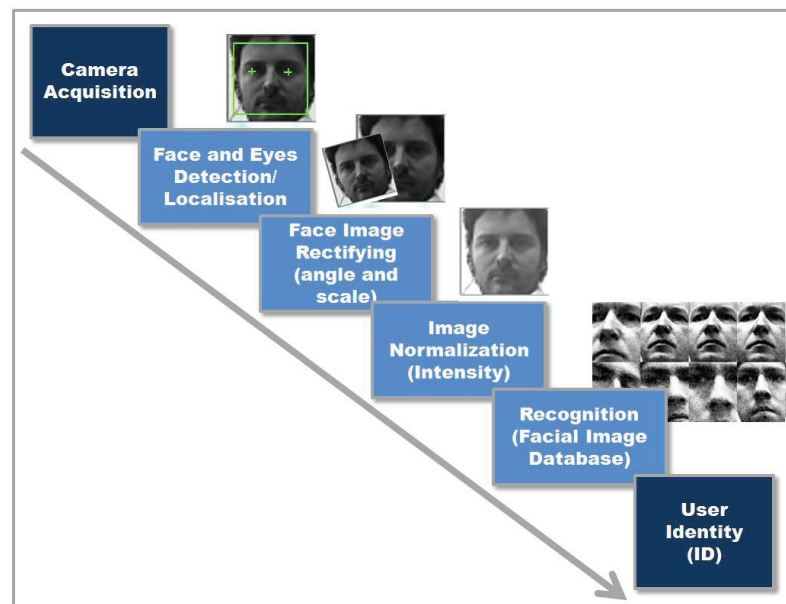 Camera
Acquisition
Face and Eyes
Detection/
Localisation
Face Image
Rectifying
(angle and
scale)
Image
Normalization
(Intensity)
Recognition
(Facial Image
Database)
User
Identity
(ID)